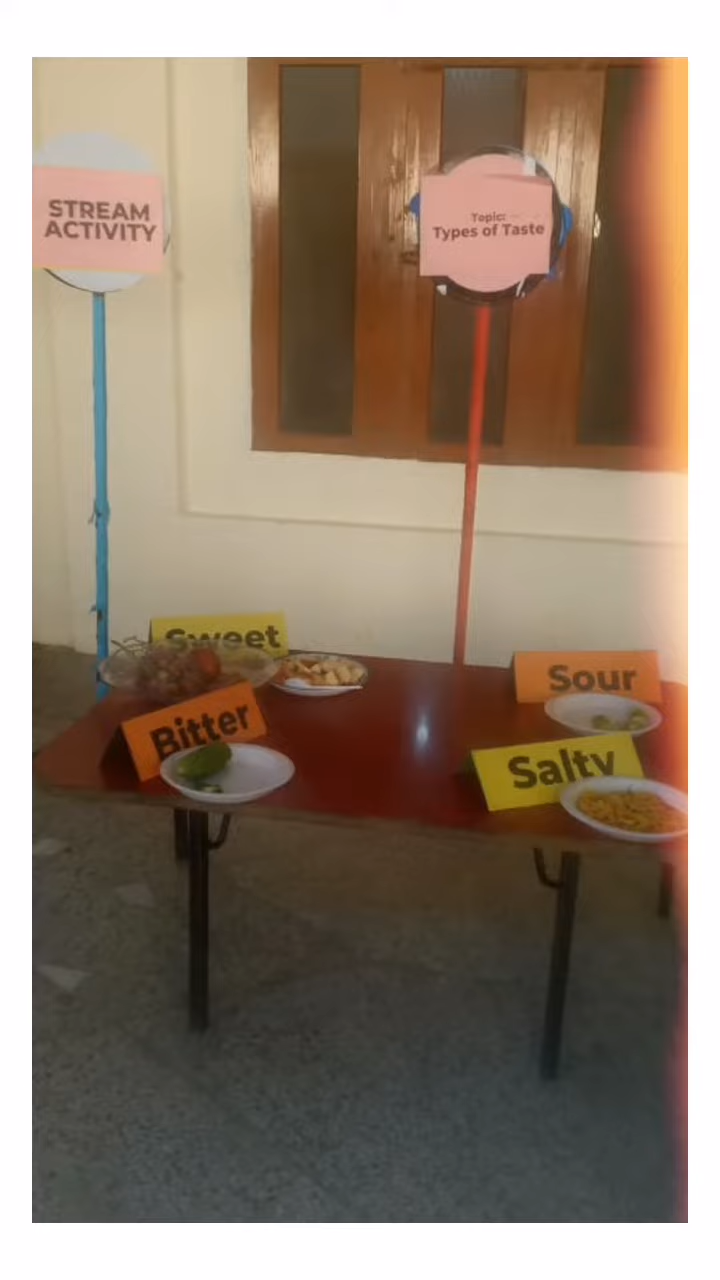 STREAM
ACTIVITY
Topic:
Types of Taste
Sweet
Bitter
Sour
Salty